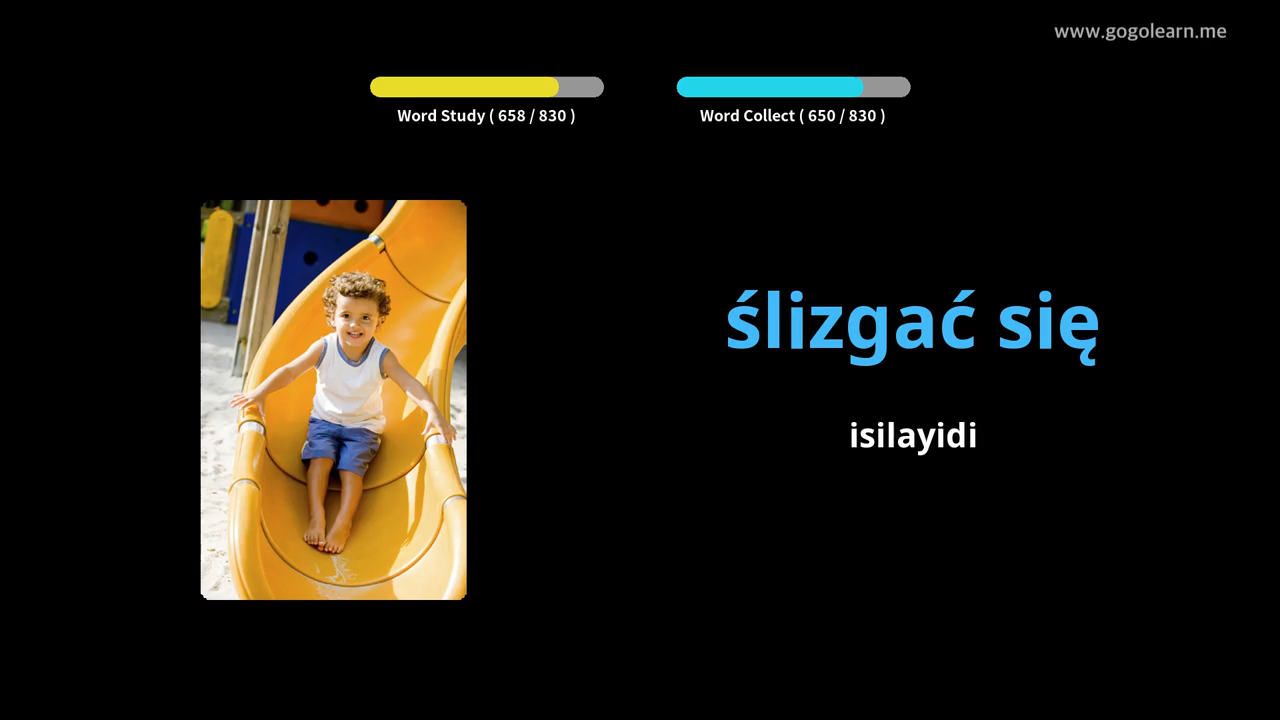 www.gogolearn.me
Word Study ( 658 / 830 )
Word Collect ( 650 / 830 )
ślizgać się
isilayidi